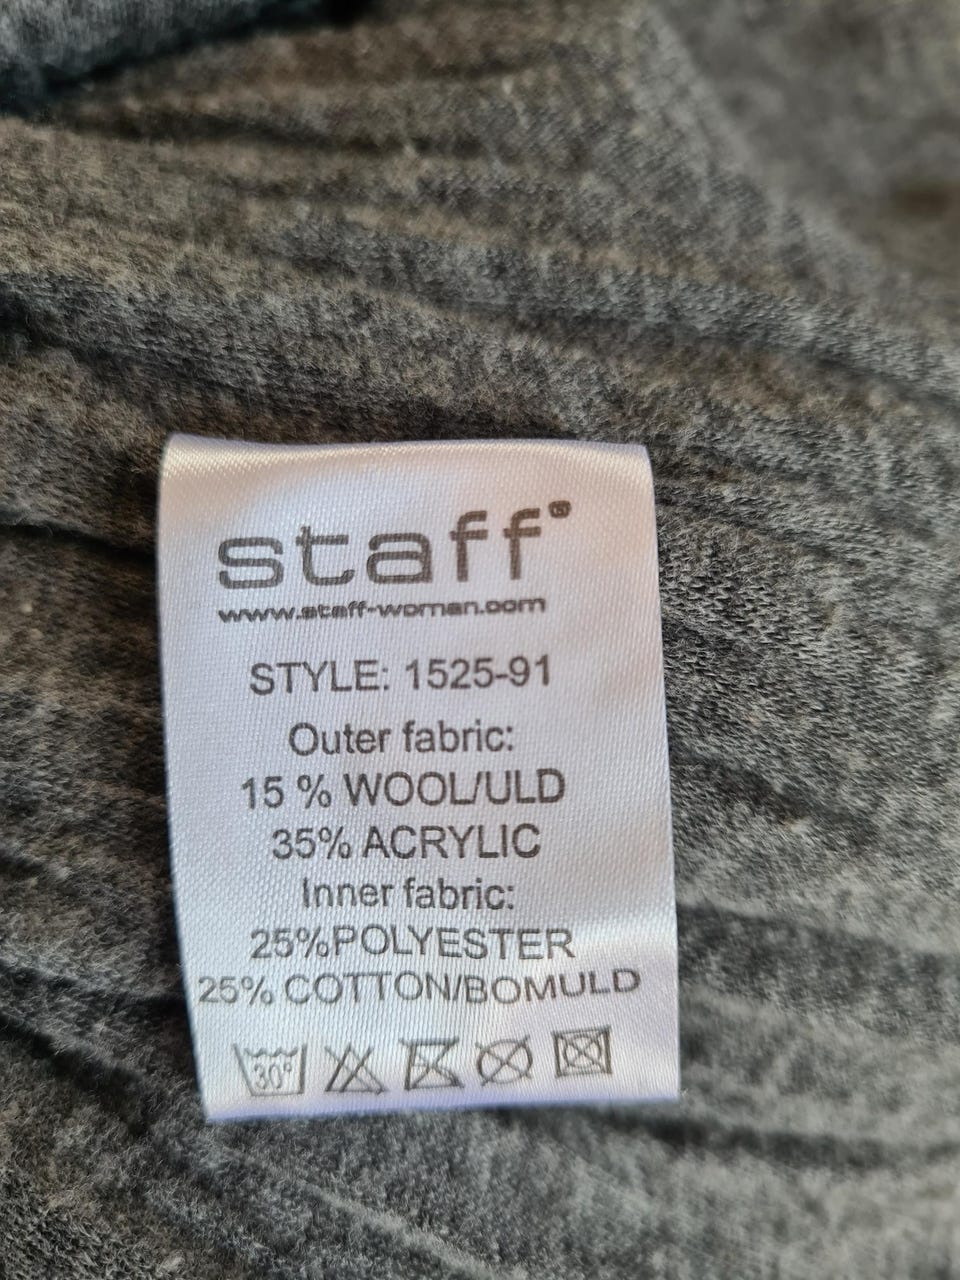 staff®
www.staff-woman.com
STYLE: 1525-91
Outer fabric:
15 % WOOL/ULD
35% ACRYLIC
Inner fabric:
25%POLYESTER
25% COTTON/BOMULD
30°